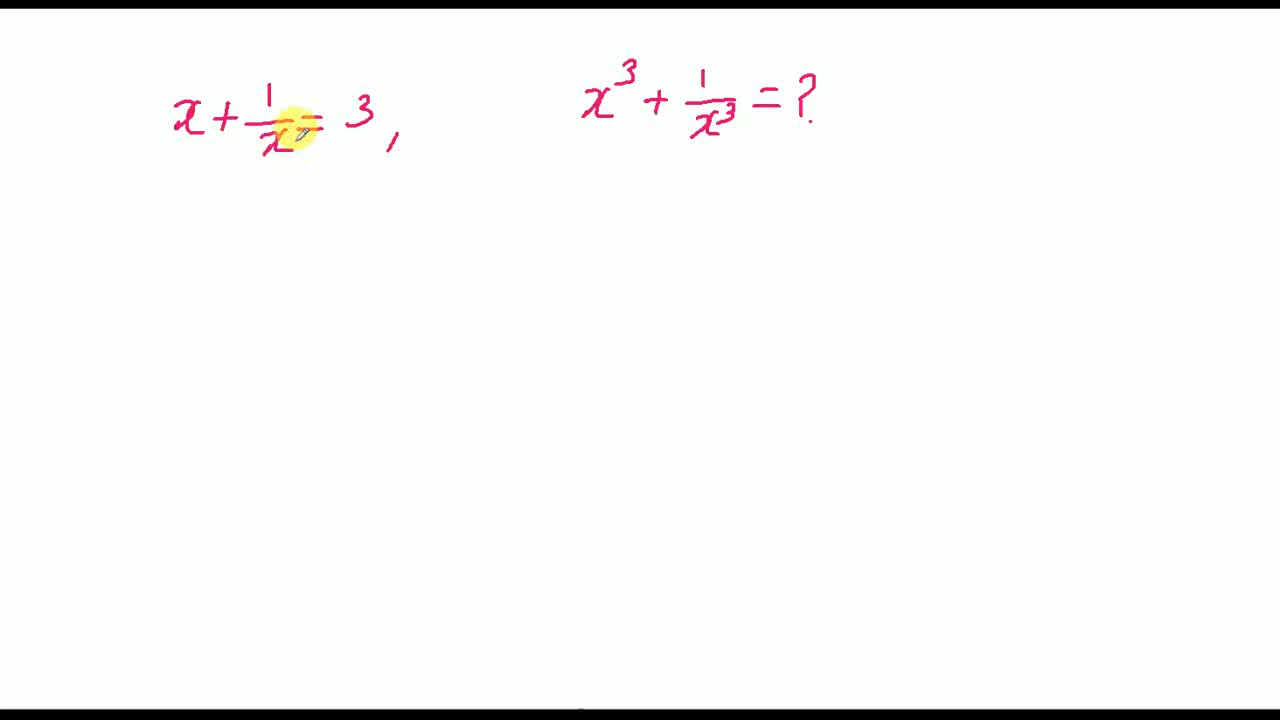 x + 1/x = 3, x³ + 1/x³ = ?